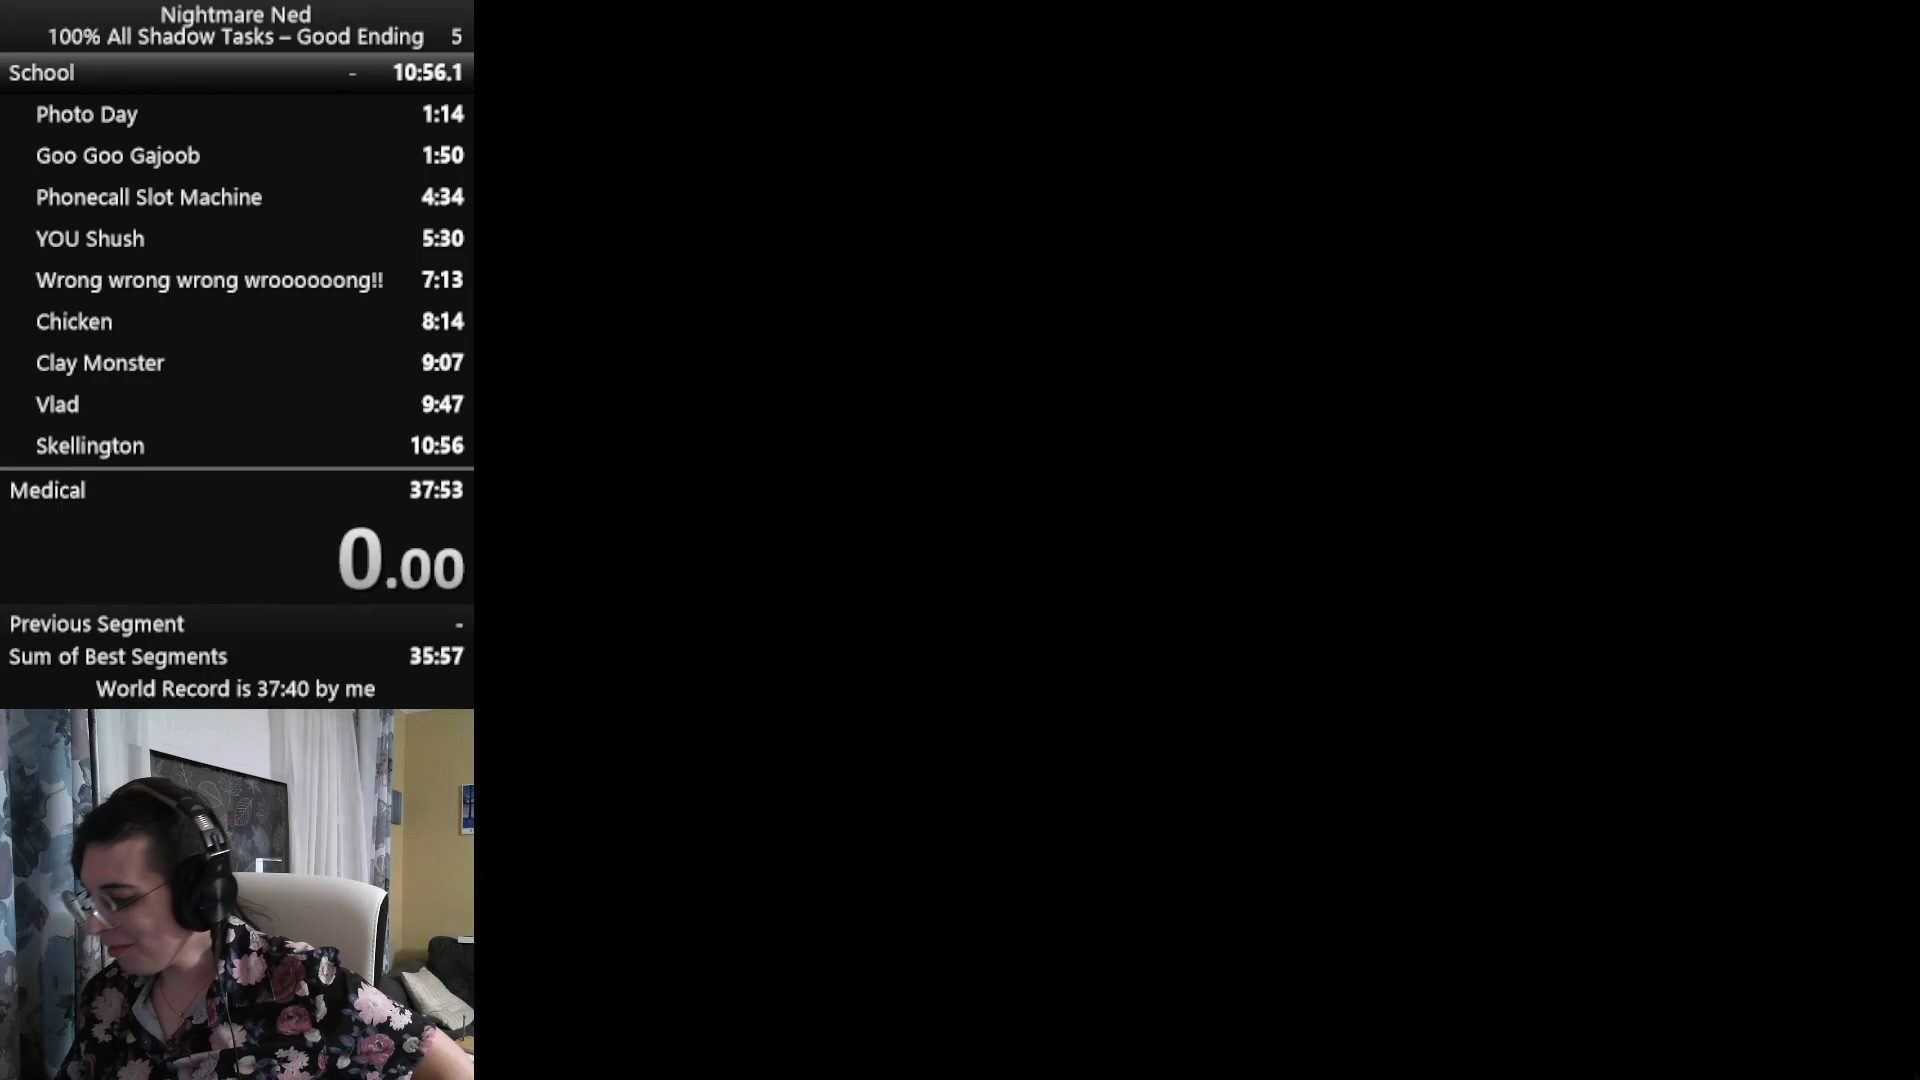 Nightmare Ned
100% All Shadow Tasks – Good Ending 5
School - 10:56.1
Photo Day 1:14
Goo Goo Gajoob 1:50
Phonecall Slot Machine 4:34
YOU Shush 5:30
Wrong wrong wrong wroooooong!! 7:13
Chicken 8:14
Clay Monster 9:07
Vlad 9:47
Skellington 10:56
Medical 37:53
0.00
Previous Segment -
Sum of Best Segments 35:57
World Record is 37:40 by me